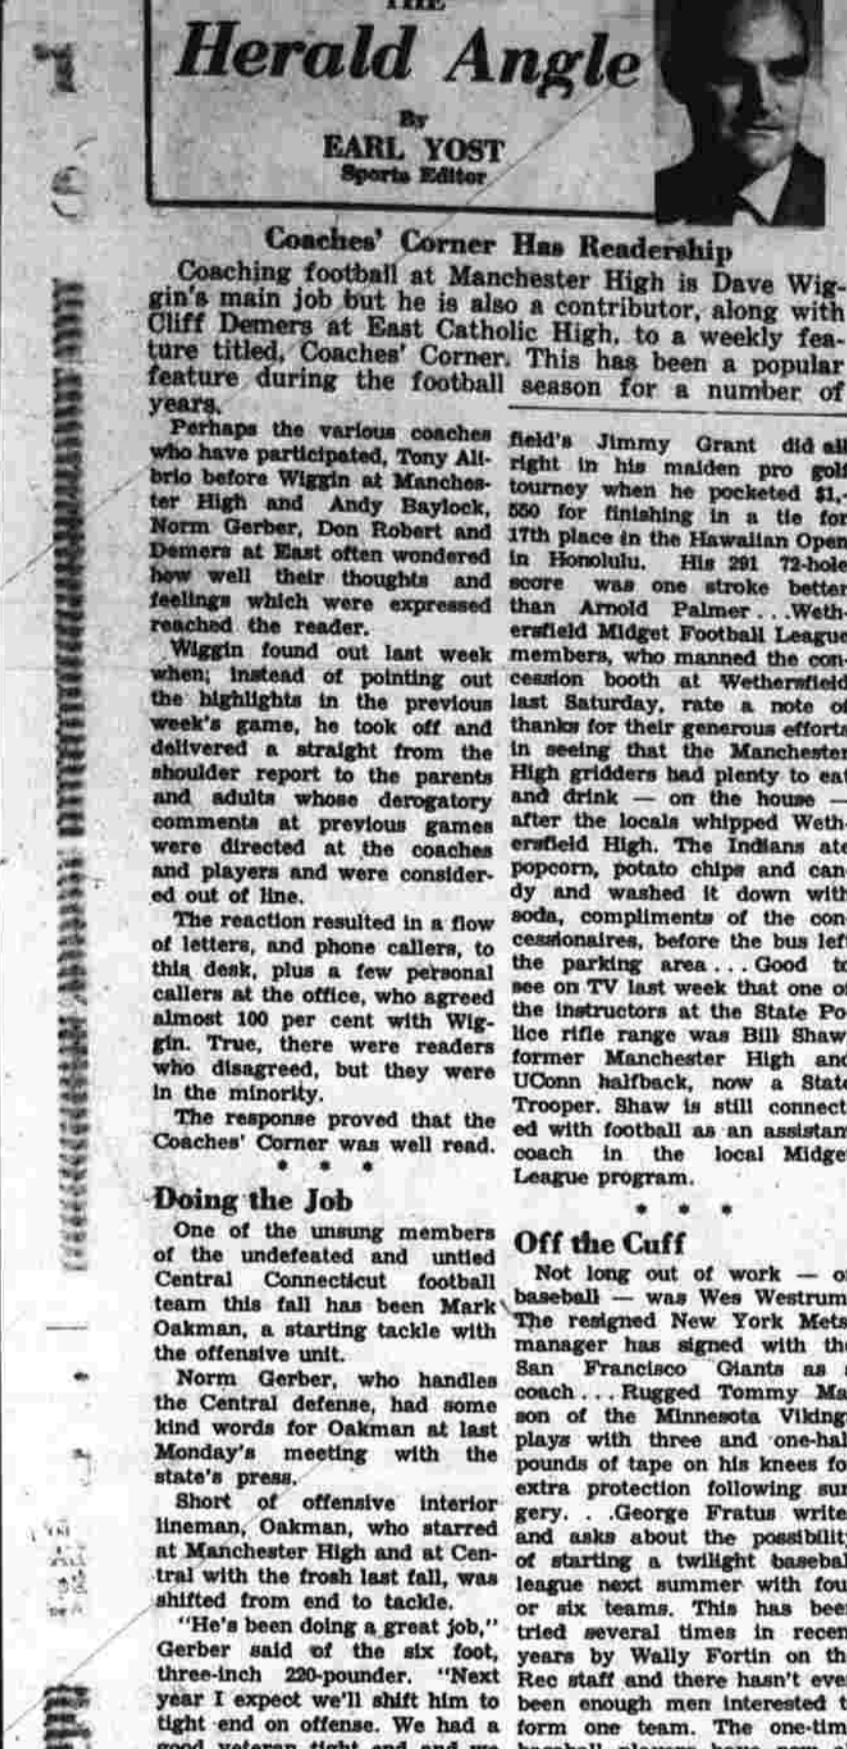 THE
Herald Angle
By
EARL YOST
Sports Editor
Coaches' Corner Has Readership
Coaching football at Manchester High is Dave Wig-
gin's main job but he is also a contributor, along with
Cliff Demers at East Catholic High, to a weekly fea-
ture titled, Coaches' Corner. This has been a popular
feature during the football season for a number of
years.
Perhaps the various coaches
who have participated, Tony Ali-
brio before Wiggin at Manches-
ter High and Andy Baylock,
Norm Gerber, Don Robert and
Demers at East often wondered
how well their thoughts and
feelings which were expressed
reached the reader.
Wiggin found out last week
when; instead of pointing out
the highlights in the previous
week's game, he took off and
delivered a straight from the
shoulder report to the parents
and adults whose derogatory
comments at previous games
were directed at the coaches
and players and were consider-
ed out of line.
The reaction resulted in a flow
of letters, and phone callers, to
this desk, plus a few personal
callers at the office, who agreed
almost 100 per cent with Wig-
gin. True, there were readers
who disagreed, but they were
in the minority.
The response proved that the
Coaches' Corner was well read.
* * *
Doing the Job
One of the unsung members
of the undefeated and untied
Central Connecticut football
team this fall has been Mark
Oakman, a starting tackle with
the offensive unit.
Norm Gerber, who handles
the Central defense, had some
kind words for Oakman at last
Monday's meeting with the
state's press.
Short of offensive interior
lineman, Oakman, who starred
at Manchester High and at Cen-
tral with the frosh last fall, was
shifted from end to tackle.
"He's been doing a great job,"
Gerber said of the six foot,
three-inch 220-pounder. "Next
year I expect we'll shift him to
tight end on offense. We had a
good veteran tight end and we
field's Jimmy Grant did all
right in his maiden pro golf
tourney when he pocketed $1,-
550 for finishing in a tie for
17th place in the Hawaiian Open
in Honolulu. His 291 72-hole
score was one stroke better
than Arnold Palmer...Weth-
ersfield Midget Football League
members, who manned the con-
cession booth at Wethersfield
last Saturday, rate a note of
thanks for their generous efforts
in seeing that the Manchester
High gridders had plenty to eat
and drink — on the house —
after the locals whipped Weth-
ersfield High. The Indians ate
popcorn, potato chips and can-
dy and washed it down with
soda, compliments of the con-
cessionaires, before the bus left
the parking area...Good to
see on TV last week that one of
the instructors at the State Po
lice rifle range was Bill Shaw
former Manchester High and
UConn halfback, now a State
Trooper. Shaw is still connect
ed with football as an assistan
coach in the local Midge
League program.
* * *
Off the Cuff
Not long out of work — o
baseball — was Wes Westrum
The resigned New York Mets
manager has signed with the
San Francisco Giants as
coach...Rugged Tommy Ma
son of the Minnesota Viking
plays with three and one-hal
pounds of tape on his knees fo
extra protection following sur
gery. . .George Fratus write
and asks about the possibilit
of starting a twilight basebal
league next summer with fou
or six teams. This has bee
tried several times in recen
years by Wally Fortin on th
Rec staff and there hasn't eve
been enough men interested t
form one team. The one-tim